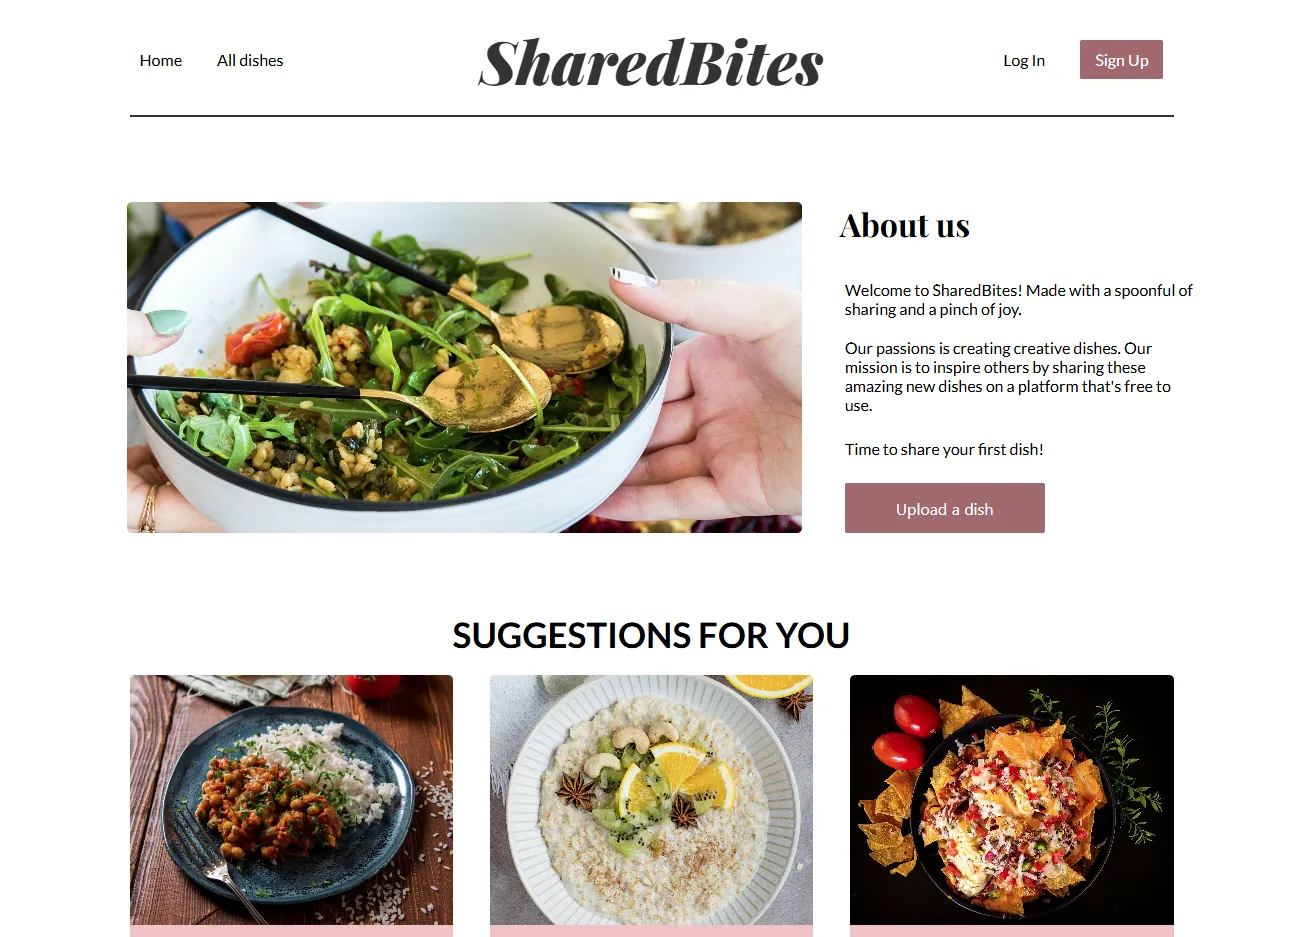 Home All dishes SharedBites Log In Sign Up
About us
Welcome to SharedBites! Made with a spoonful of
sharing and a pinch of joy.
Our passions is creating creative dishes. Our
mission is to inspire others by sharing these
amazing new dishes on a platform that's free to
use.
Time to share your first dish!
Upload a dish
SUGGESTIONS FOR YOU